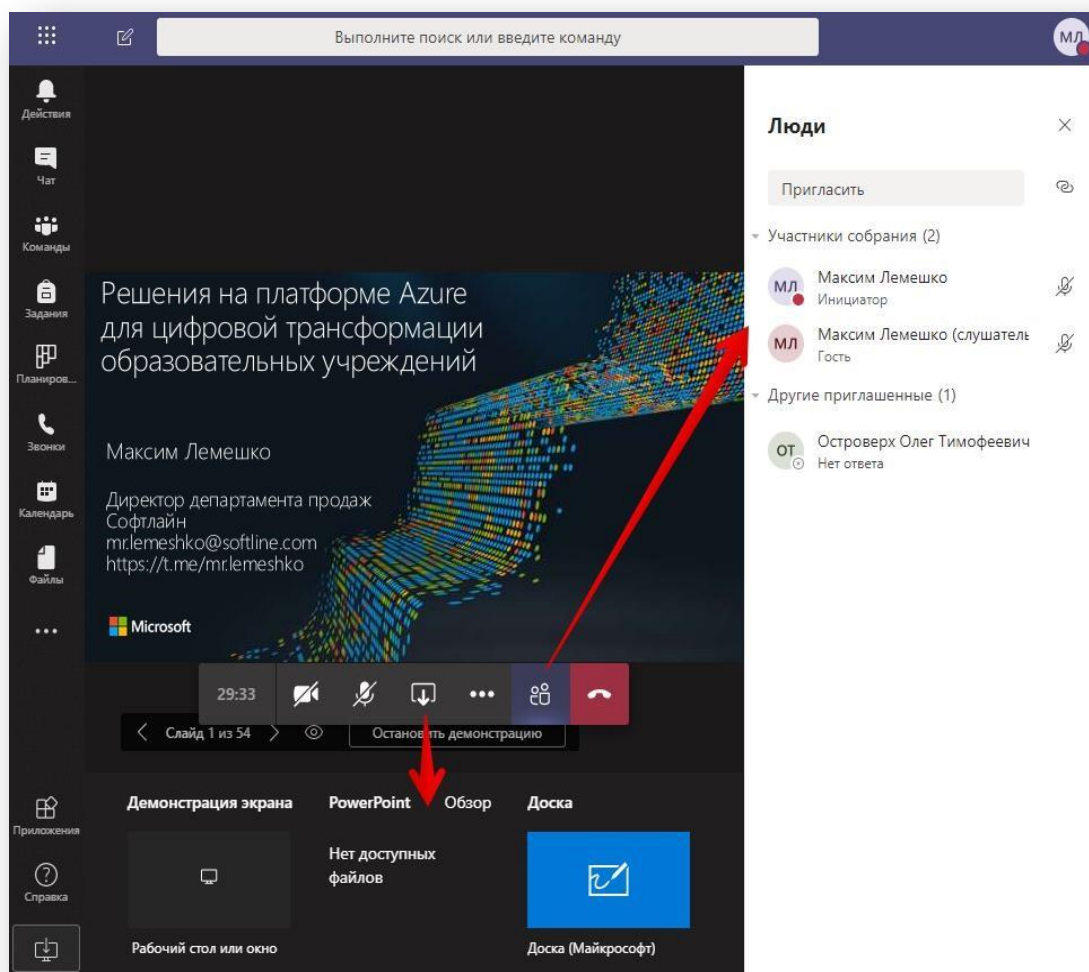 Выполните поиск или введите команду
МЛ
Действия
Чат
Команды
Задания
Планиров...
Звонки
Календарь
Файлы
Приложения
Справка
Решения на платформе Azure
для цифровой трансформации
образовательных учреждений
Максим Лемешко
Директор департамента продаж
Софтлайн
mr.lemeshko@softline.com
https://t.me/mr.lemeshko
Microsoft
29:33
Слайд 1 из 54
Остановить демонстрацию
Демонстрация экрана
PowerPoint
Обзор
Доска
Нет доступных
файлов
Рабочий стол или окно
Доска (Майкрософт)
Люди
Пригласить
Участники собрания (2)
МЛ
Максим Лемешко
Инициатор
МЛ
Максим Лемешко (слушатель
Гость
Другие приглашенные (1)
ОТ
Островерх Олег Тимофеевич
Нет ответа